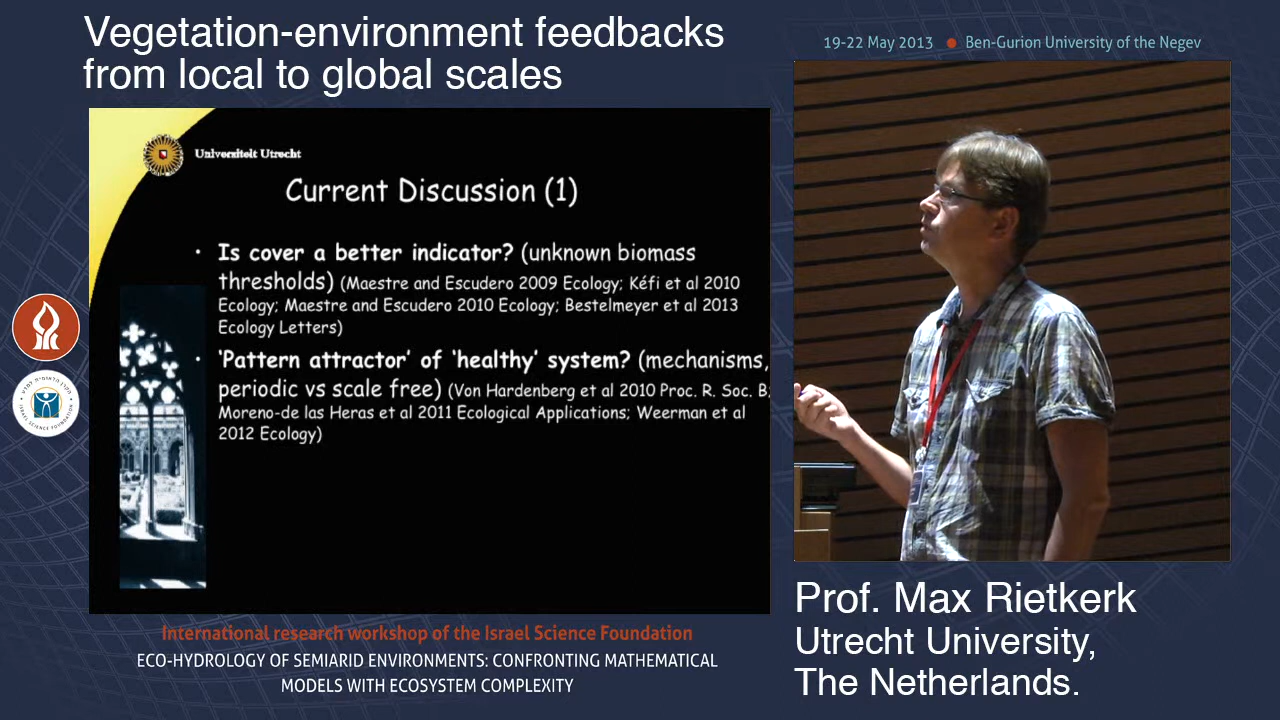 Vegetation-environment feedbacks
from local to global scales
19-22 May 2013 ● Ben-Gurion University of the Negev
Universiteit Utrecht
Current Discussion (1)
• Is cover a better indicator? (unknown biomass
thresholds) (Maestre and Escudero 2009 Ecology; Kéfi et al 2010
Ecology; Maestre and Escudero 2010 Ecology; Bestelmeyer et al 2013
Ecology Letters)
• ‘Pattern attractor’ of ‘healthy’ system? (mechanisms,
periodic vs scale free) (Von Hardenberg et al 2010 Proc. R. Soc. B;
Moreno-de las Heras et al 2011 Ecological Applications; Weerman et al
2012 Ecology)
International research workshop of the Israel Science Foundation
ECO-HYDROLOGY OF SEMIARID ENVIRONMENTS: CONFRONTING MATHEMATICAL
MODELS WITH ECOSYSTEM COMPLEXITY
Prof. Max Rietkerk
Utrecht University,
The Netherlands.